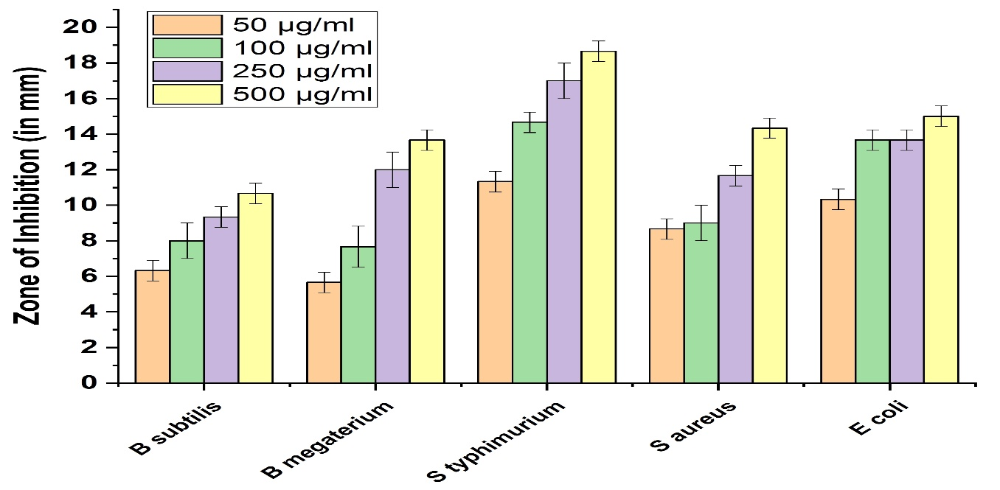 Zone of Inhibition (in mm)
20
18
16
14
12
10
8
6
4
2
0
50 µg/ml
100 µg/ml
250 µg/ml
500 µg/ml
B subtilis
B megaterium
S typhimurium
S aureus
E coli